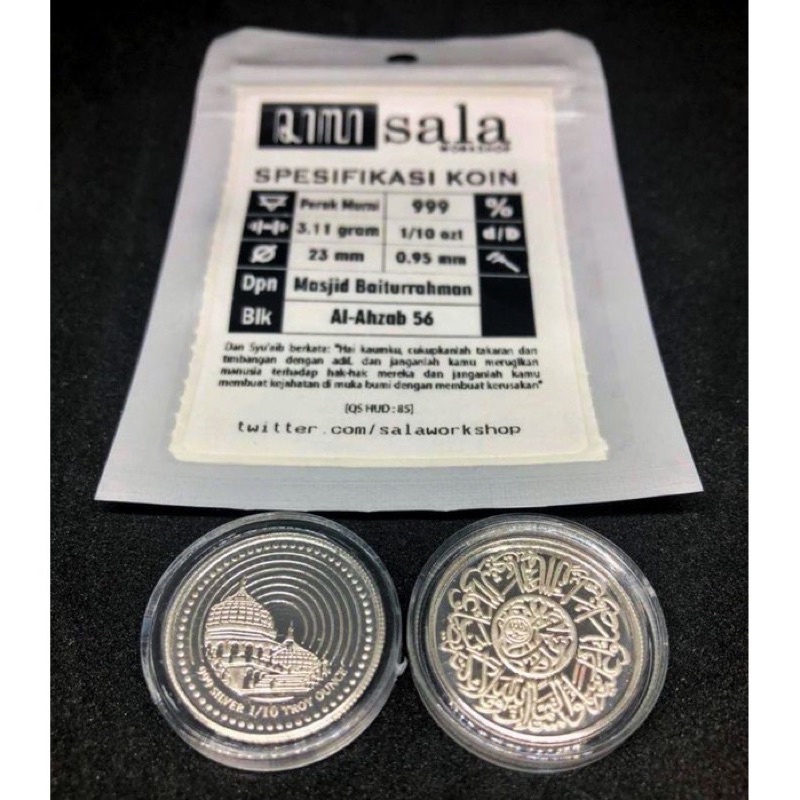 sala
WORKSHOP
SPESIFIKASI KOIN
Perak Murni 999 %
3.11 gram 1/10 ozt d/D
23 mm 0.95 mm
Dpn Masjid Baiturrahman
Blk Al-Ahzab 56
Dan Syu'aib berkata: "Hai kaumku, cukupkanlah takaran dan
timbangan dengan adil, dan janganlah kamu merugikan
manusia terhadap hak-hak mereka dan janganlah kamu
membuat kejahatan di muka bumi dengan membuat kerusakan"
[QS HUD : 85]
twitter.com/salaworkshop
999 SILVER 1/10 TROY OUNCE